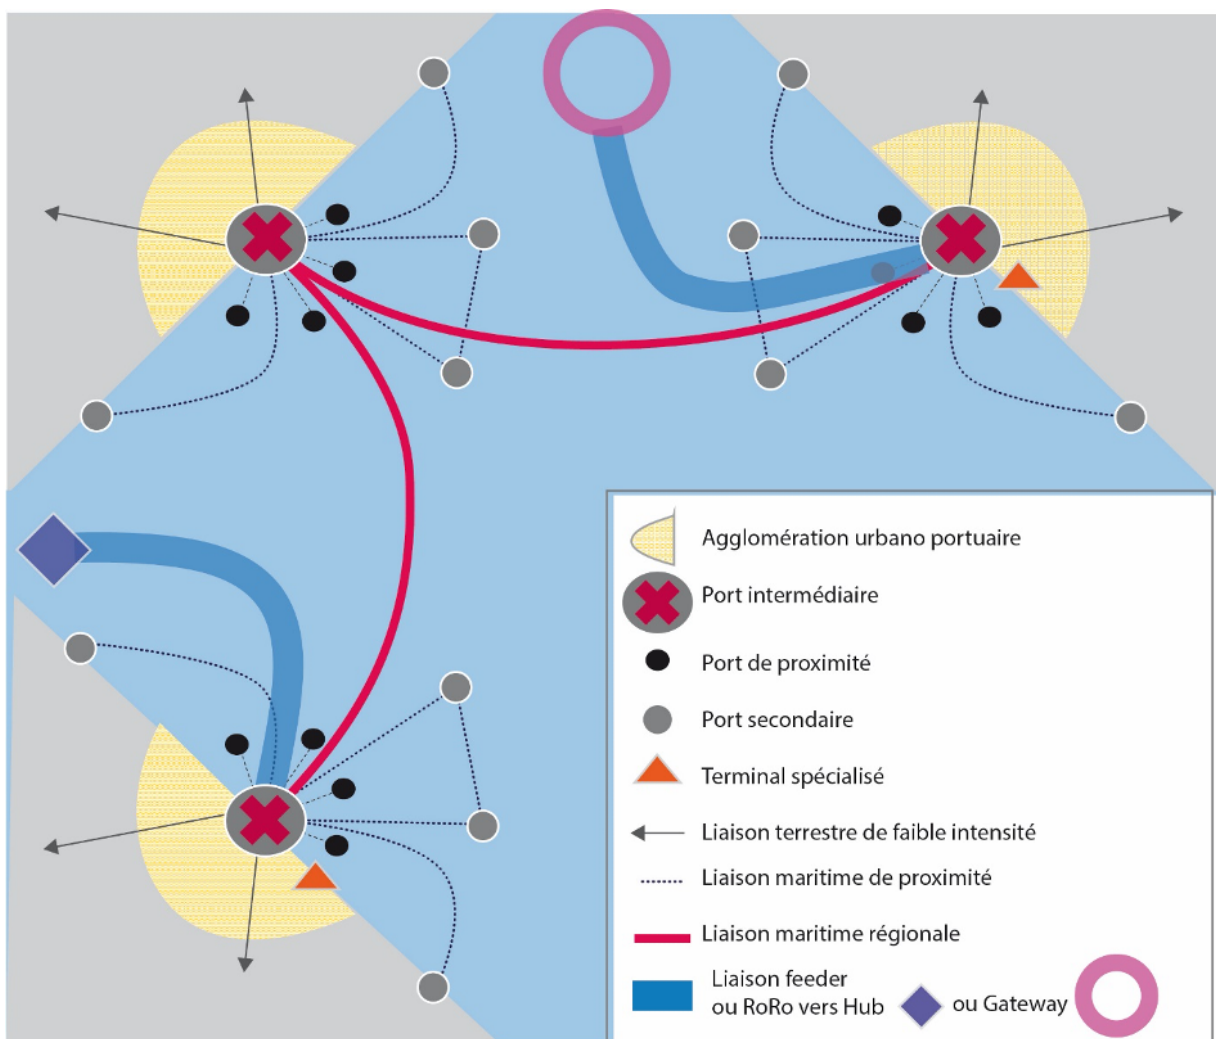 Agglomération urbano portuaire
Port intermédiaire
Port de proximité
Port secondaire
Terminal spécialisé
Liaison terrestre de faible intensité
Liaison maritime de proximité
Liaison maritime régionale
Liaison feeder
ou RoRo vers Hub
ou Gateway